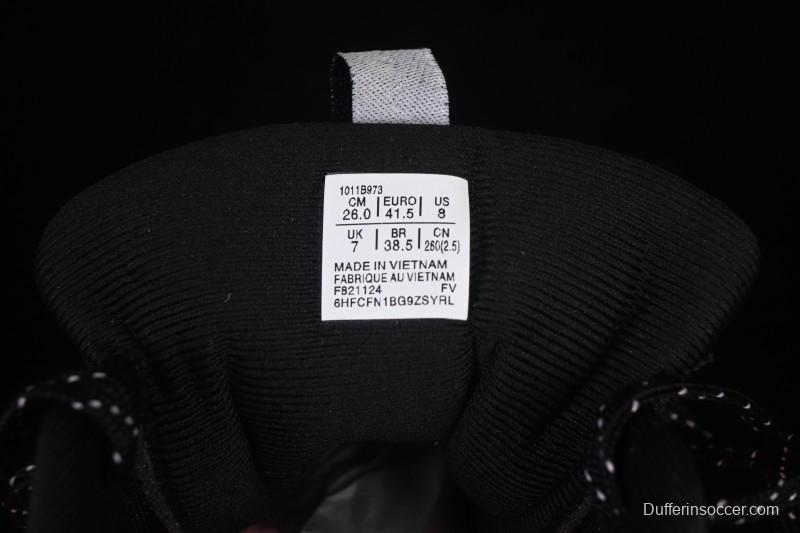 1011B973
CM | EURO | US
26.0 | 41.5 | 8
UK | BR | CN
7 | 38.5 | 260(2.5)
MADE IN VIETNAM
FABRIQUE AU VIETNAM
F821124 FV
6HFCFN1BG9ZSYRL
Dufferinsoccer.com